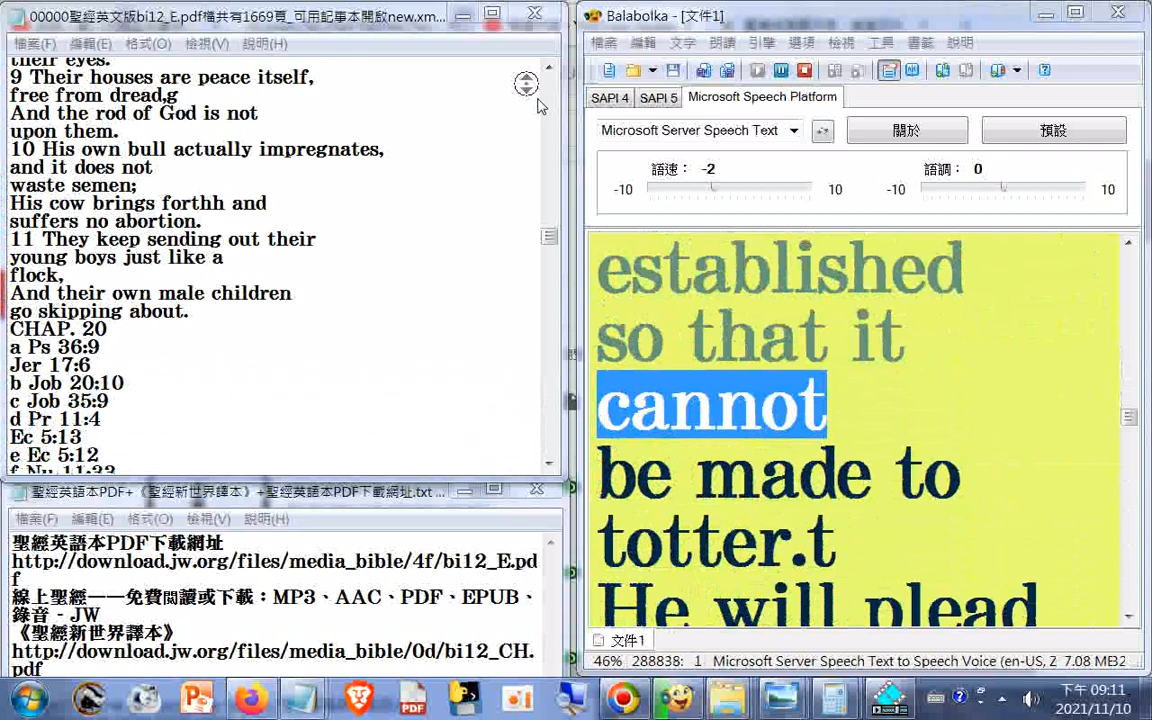 00000聖經英文版bi12_E.pdf檔共有1669頁_可用記事本開啟new.xm...
檔案(F) 編輯(E) 格式(O) 檢視(V) 說明(H)
their eyes.
9 Their houses are peace itself,
free from dread,g
And the rod of God is not
upon them.
10 His own bull actually impregnates,
and it does not
waste semen;
His cow brings forthh and
suffers no abortion.
11 They keep sending out their
young boys just like a
flock,
And their own male children
go skipping about.
CHAP. 20
a Ps 36:9
Jer 17:6
b Job 20:10
c Job 35:9
d Pr 11:4
Ec 5:13
e Ec 5:12
f Nu 11:33
聖經英語本PDF+《聖經新世界譯本》+聖經英語本PDF下載網址.txt ...
檔案(F) 編輯(E) 格式(O) 檢視(V) 說明(H)
聖經英語本PDF下載網址
http://download.jw.org/files/media_bible/4f/bi12_E.pd
f
線上聖經——免費閱讀或下載：MP3、AAC、PDF、EPUB、
錄音 - JW
《聖經新世界譯本》
http://download.jw.org/files/media_bible/0d/bi12_CH.
pdf
Balabolka - [文件1]
檔案 編輯 文字 朗讀 引擎 選項 檢視 工具 書籤 說明
SAPI 4 SAPI 5 Microsoft Speech Platform
Microsoft Server Speech Text 關於 預設
語速： -2 語調： 0
-10 10 -10 10
established
so that it
cannot
be made to
totter.t
He will plead
文件1
46% 288838: 1 Microsoft Server Speech Text to Speech Voice (en-US, Z 7.08 MB2
PDF
下午 09:11
2021/11/10